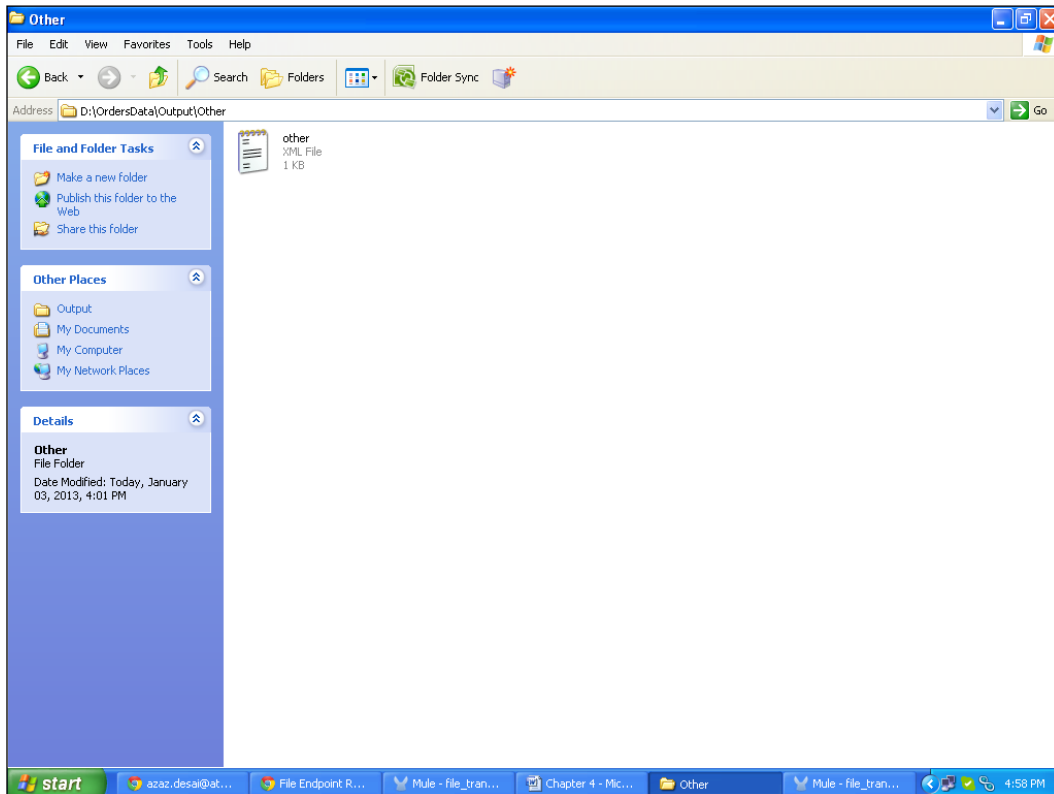 Other
File Edit View Favorites Tools Help
Back Search Folders Folder Sync
Address D:\OrdersData\Output\Other Go
File and Folder Tasks
Make a new folder
Publish this folder to the
Web
Share this folder
Other Places
Output
My Documents
My Computer
My Network Places
Details
Other
File Folder
Date Modified: Today, January
03, 2013, 4:01 PM
other
XML File
1 KB
start azaz.desai@at... File Endpoint R... Mule - file_tran... Chapter 4 - Mic... Other Mule - file_tran... 4:58 PM